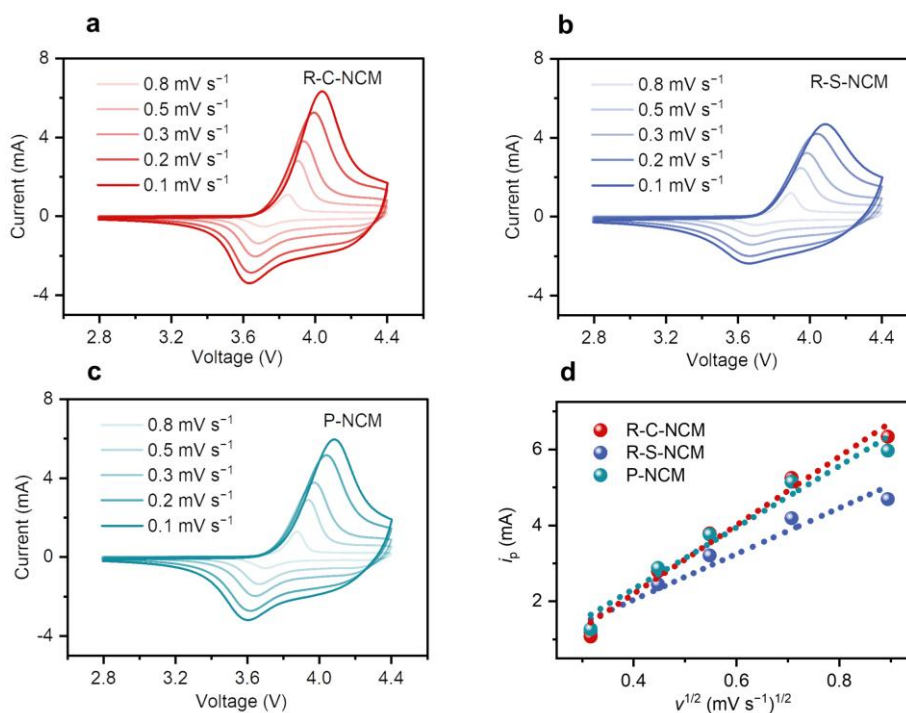 a
R-C-NCM
0.8 mV s⁻¹
0.5 mV s⁻¹
0.3 mV s⁻¹
0.2 mV s⁻¹
0.1 mV s⁻¹
8
4
0
-4
Current (mA)
2.8 3.2 3.6 4.0 4.4
Voltage (V)
b
R-S-NCM
0.8 mV s⁻¹
0.5 mV s⁻¹
0.3 mV s⁻¹
0.2 mV s⁻¹
0.1 mV s⁻¹
8
4
0
-4
Current (mA)
2.8 3.2 3.6 4.0 4.4
Voltage (V)
c
P-NCM
0.8 mV s⁻¹
0.5 mV s⁻¹
0.3 mV s⁻¹
0.2 mV s⁻¹
0.1 mV s⁻¹
8
4
0
-4
Current (mA)
2.8 3.2 3.6 4.0 4.4
Voltage (V)
d
R-C-NCM
R-S-NCM
P-NCM
6
4
2
iₚ (mA)
0.4 0.6 0.8
v¹ᐟ² (mV s⁻¹)¹ᐟ²